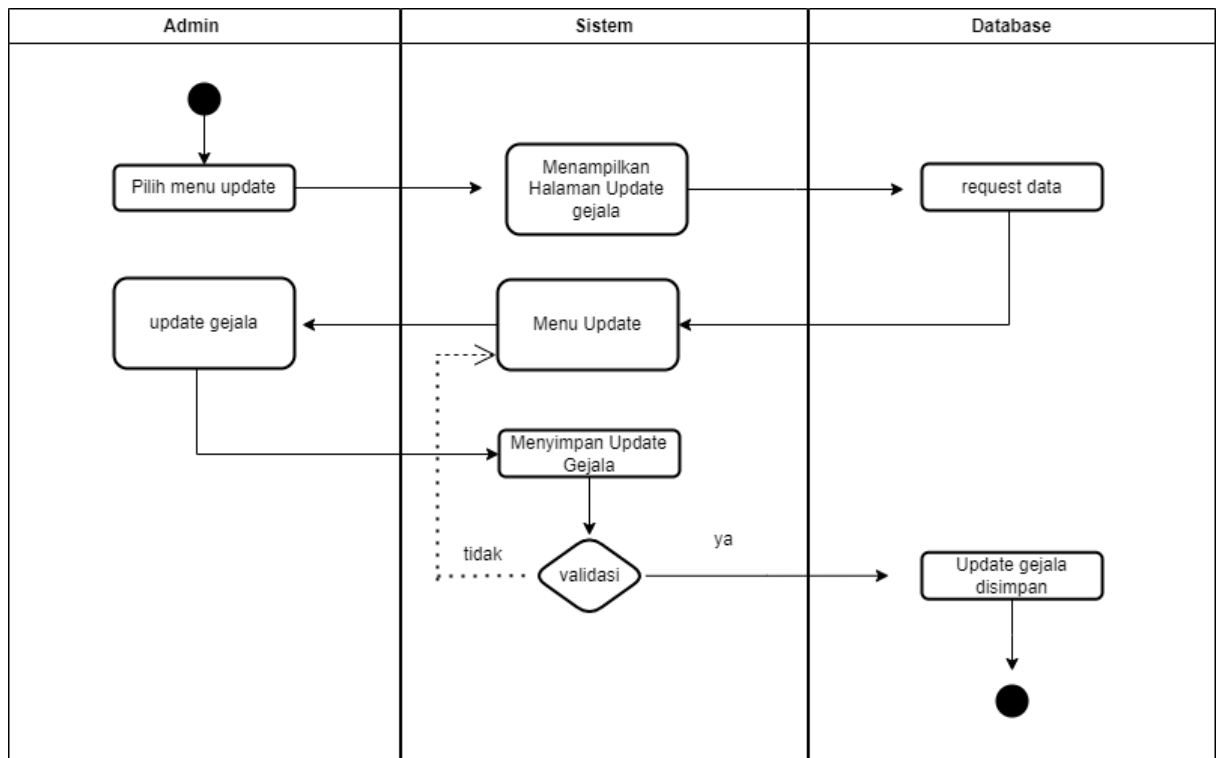 Admin
Sistem
Database
Pilih menu update
Menampilkan
Halaman Update
gejala
request data
update gejala
Menu Update
Menyimpan Update
Gejala
tidak
validasi
ya
Update gejala
disimpan